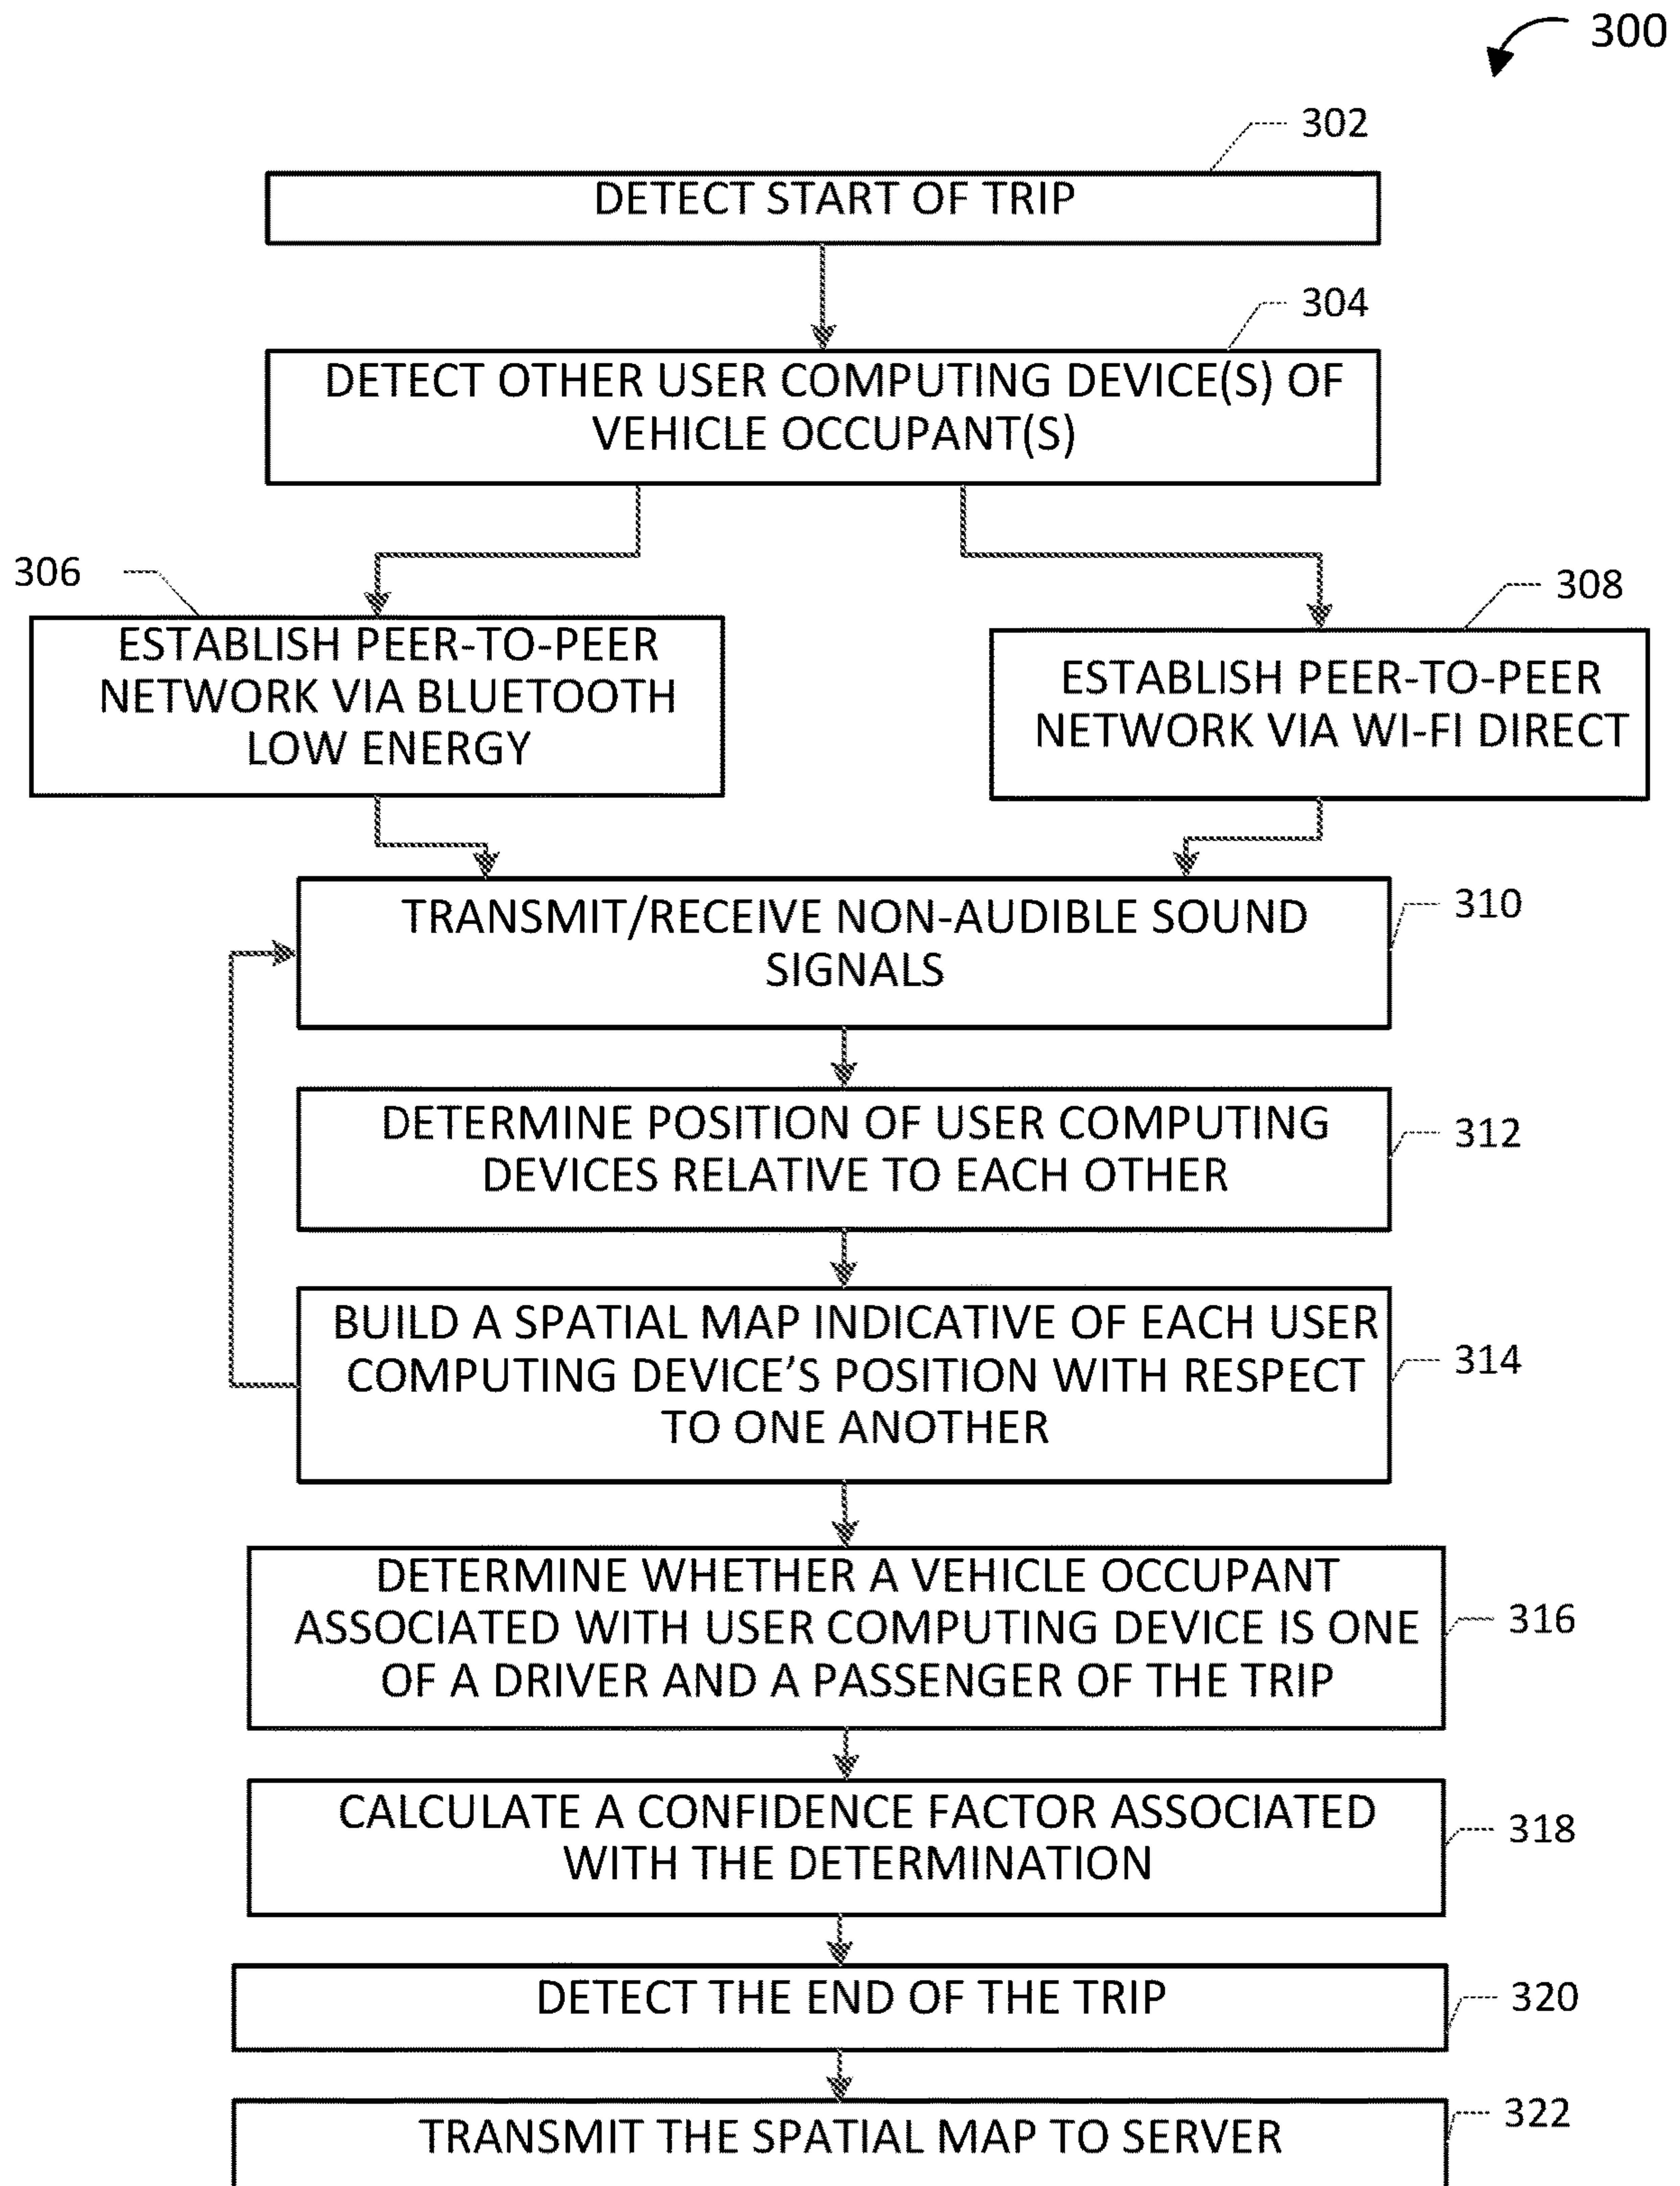 300
302
DETECT START OF TRIP
304
DETECT OTHER USER COMPUTING DEVICE(S) OF
VEHICLE OCCUPANT(S)
306
ESTABLISH PEER-TO-PEER
NETWORK VIA BLUETOOTH
LOW ENERGY
308
ESTABLISH PEER-TO-PEER
NETWORK VIA WI-FI DIRECT
310
TRANSMIT/RECEIVE NON-AUDIBLE SOUND
SIGNALS
312
DETERMINE POSITION OF USER COMPUTING
DEVICES RELATIVE TO EACH OTHER
314
BUILD A SPATIAL MAP INDICATIVE OF EACH USER
COMPUTING DEVICE’S POSITION WITH RESPECT
TO ONE ANOTHER
316
DETERMINE WHETHER A VEHICLE OCCUPANT
ASSOCIATED WITH USER COMPUTING DEVICE IS ONE
OF A DRIVER AND A PASSENGER OF THE TRIP
318
CALCULATE A CONFIDENCE FACTOR ASSOCIATED
WITH THE DETERMINATION
320
DETECT THE END OF THE TRIP
322
TRANSMIT THE SPATIAL MAP TO SERVER